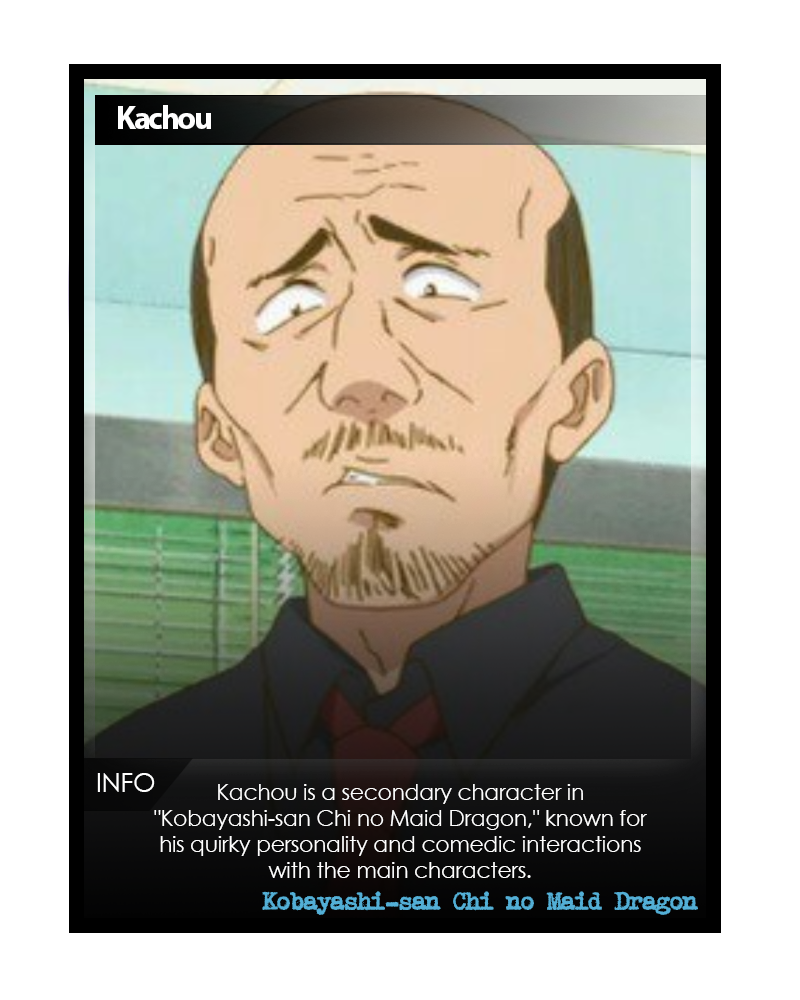 Kachou
INFO
Kachou is a secondary character in
"Kobayashi-san Chi no Maid Dragon," known for
his quirky personality and comedic interactions
with the main characters.
Kobayashi-san Chi no Maid Dragon